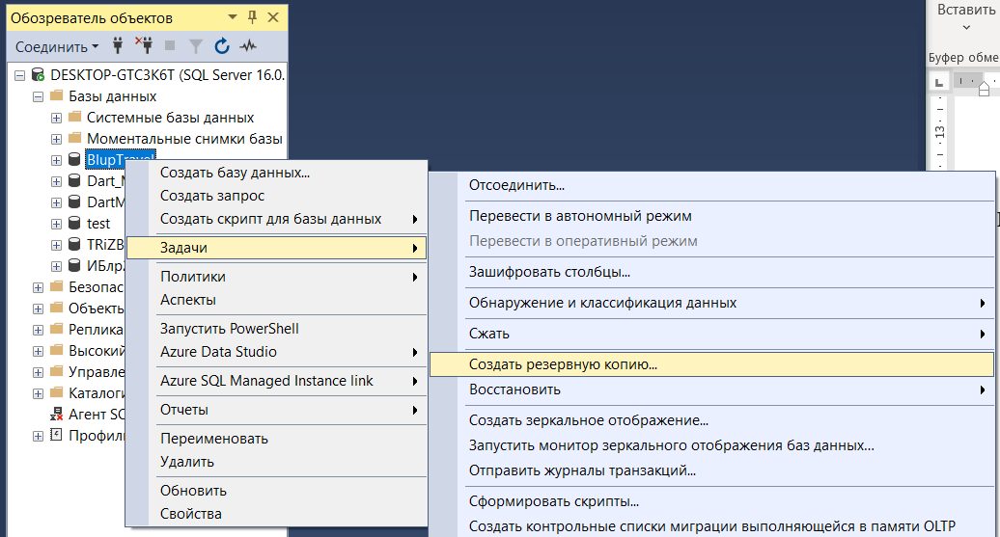 Обозреватель объектов
Соединить
DESKTOP-GTC3K6T (SQL Server 16.0.
Базы данных
Системные базы данных
Моментальные снимки базы
BlupTravel
Dart_
DartM
test
TRiZB
ИБлр
Безопас
Объекты
Реплика
Высокий
Управле
Каталоги
Агент SQ
Профиль
Создать базу данных...
Создать запрос
Создать скрипт для базы данных
Задачи
Политики
Аспекты
Запустить PowerShell
Azure Data Studio
Azure SQL Managed Instance link
Отчеты
Переименовать
Удалить
Обновить
Свойства
Отсоединить...
Перевести в автономный режим
Перевести в оперативный режим
Зашифровать столбцы...
Обнаружение и классификация данных
Сжать
Создать резервную копию...
Восстановить
Создать зеркальное отображение...
Запустить монитор зеркального отображения баз данных...
Отправить журналы транзакций...
Сформировать скрипты...
Создать контрольные списки миграции выполняющейся в памяти OLTP
Вставить
Буфер обме
13